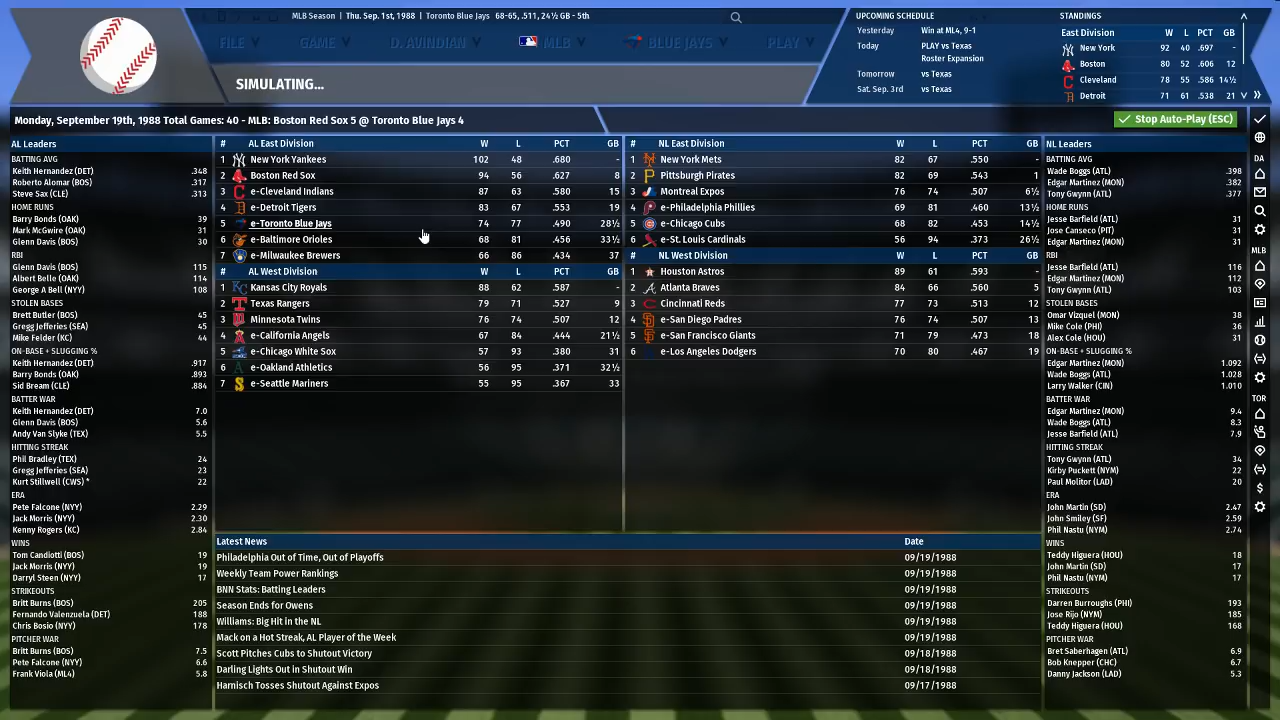 MLB Season | Thu. Sep. 1st, 1988 | Toronto Blue Jays 68-65, .511, 24½ GB - 5th
FILE GAME D. AVINDIAN MLB BLUE JAYS PLAY
SIMULATING...
UPCOMING SCHEDULE
Yesterday Win at ML4, 9-1
Today PLAY vs Texas
Roster Expansion
Tomorrow vs Texas
Sat. Sep. 3rd vs Texas
STANDINGS
East Division W L PCT GB
New York 92 40 .697 -
Boston 80 52 .606 12
Cleveland 78 55 .586 14½
Detroit 71 61 .538 21
Monday, September 19th, 1988 Total Games: 40 - MLB: Boston Red Sox 5 @ Toronto Blue Jays 4
Stop Auto-Play (ESC)
AL Leaders
BATTING AVG
Keith Hernandez (DET) .348
Roberto Alomar (BOS) .317
Steve Sax (CLE) .313
HOME RUNS
Barry Bonds (OAK) 39
Mark McGwire (OAK) 31
Glenn Davis (BOS) 30
RBI
Glenn Davis (BOS) 115
Albert Belle (OAK) 114
George A Bell (NYY) 108
STOLEN BASES
Brett Butler (BOS) 45
Gregg Jefferies (SEA) 45
Mike Felder (KC) 44
ON-BASE + SLUGGING %
Keith Hernandez (DET) .917
Barry Bonds (OAK) .893
Sid Bream (CLE) .884
BATTER WAR
Keith Hernandez (DET) 7.0
Glenn Davis (BOS) 5.6
Andy Van Slyke (TEX) 5.5
HITTING STREAK
Phil Bradley (TEX) 24
Gregg Jefferies (SEA) 23
Kurt Stillwell (CWS) * 22
ERA
Pete Falcone (NYY) 2.29
Jack Morris (NYY) 2.30
Kenny Rogers (KC) 2.84
WINS
Tom Candiotti (BOS) 19
Jack Morris (NYY) 19
Darryl Steen (NYY) 17
STRIKEOUTS
Britt Burns (BOS) 205
Fernando Valenzuela (DET) 188
Chris Bosio (NYY) 178
PITCHER WAR
Britt Burns (BOS) 7.5
Pete Falcone (NYY) 6.6
Frank Viola (ML4) 5.8
# AL East Division W L PCT GB
1 New York Yankees 102 48 .680 -
2 Boston Red Sox 94 56 .627 8
3 e-Cleveland Indians 87 63 .580 15
4 e-Detroit Tigers 83 67 .553 19
5 e-Toronto Blue Jays 74 77 .490 28½
6 e-Baltimore Orioles 68 81 .456 33½
7 e-Milwaukee Brewers 66 86 .434 37
# AL West Division W L PCT GB
1 Kansas City Royals 88 62 .587 -
2 Texas Rangers 79 71 .527 9
3 Minnesota Twins 76 74 .507 12
4 e-California Angels 67 84 .444 21½
5 e-Chicago White Sox 57 93 .380 31
6 e-Oakland Athletics 56 95 .371 32½
7 e-Seattle Mariners 55 95 .367 33
# NL East Division W L PCT GB
1 New York Mets 82 67 .550 -
2 Pittsburgh Pirates 82 69 .543 1
3 Montreal Expos 76 74 .507 6½
4 e-Philadelphia Phillies 69 81 .460 13½
5 e-Chicago Cubs 68 82 .453 14½
6 e-St. Louis Cardinals 56 94 .373 26½
# NL West Division W L PCT GB
1 Houston Astros 89 61 .593 -
2 Atlanta Braves 84 66 .560 5
3 Cincinnati Reds 77 73 .513 12
4 e-San Diego Padres 76 74 .507 13
5 e-San Francisco Giants 71 79 .473 18
6 e-Los Angeles Dodgers 70 80 .467 19
Latest News Date
Philadelphia Out of Time, Out of Playoffs 09/19/1988
Weekly Team Power Rankings 09/19/1988
BNN Stats: Batting Leaders 09/19/1988
Season Ends for Owens 09/19/1988
Williams: Big Hit in the NL 09/19/1988
Mack on a Hot Streak, AL Player of the Week 09/19/1988
Scott Pitches Cubs to Shutout Victory 09/18/1988
Darling Lights Out in Shutout Win 09/18/1988
Harnisch Tosses Shutout Against Expos 09/17/1988
NL Leaders
BATTING AVG
Wade Boggs (ATL) .398
Edgar Martinez (MON) .382
Tony Gwynn (ATL) .377
HOME RUNS
Jesse Barfield (ATL) 31
Jose Canseco (PIT) 31
Edgar Martinez (MON) 31
RBI
Jesse Barfield (ATL) 116
Edgar Martinez (MON) 112
Tony Gwynn (ATL) 103
STOLEN BASES
Omar Vizquel (MON) 38
Mike Cole (PHI) 36
Alex Cole (HOU) 31
ON-BASE + SLUGGING %
Edgar Martinez (MON) 1.092
Wade Boggs (ATL) 1.028
Larry Walker (CIN) 1.010
BATTER WAR
Edgar Martinez (MON) 9.4
Wade Boggs (ATL) 8.3
Jesse Barfield (ATL) 7.9
HITTING STREAK
Tony Gwynn (ATL) 34
Kirby Puckett (NYM) 22
Paul Molitor (LAD) 20
ERA
John Martin (SD) 2.47
John Smiley (SF) 2.59
Phil Nastu (NYM) 2.74
WINS
Teddy Higuera (HOU) 18
John Martin (SD) 17
Phil Nastu (NYM) 17
STRIKEOUTS
Darren Burroughs (PHI) 193
Jose Rijo (NYM) 185
Teddy Higuera (HOU) 168
PITCHER WAR
Bret Saberhagen (ATL) 6.9
Bob Knepper (CHC) 6.7
Danny Jackson (LAD) 5.3
DA
MLB
TOR